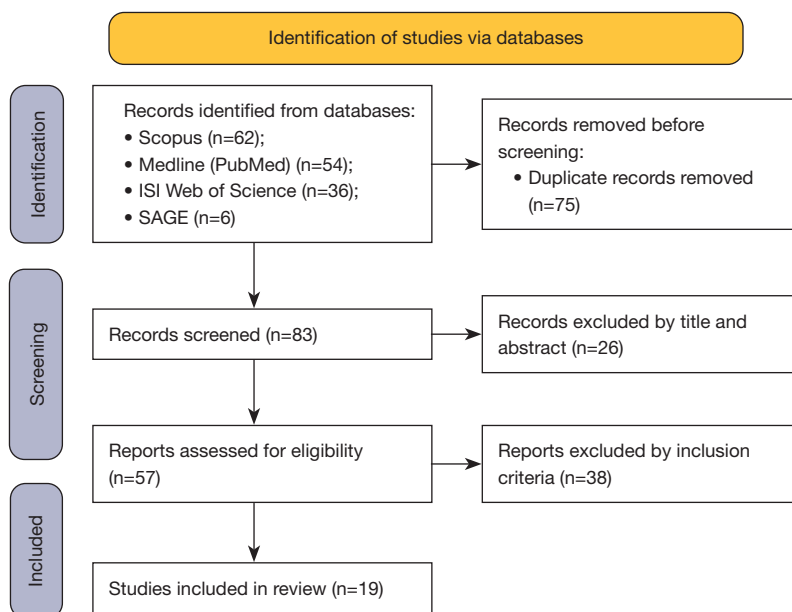 Identification of studies via databases
Identification
Records identified from databases:
• Scopus (n=62);
• Medline (PubMed) (n=54);
• ISI Web of Science (n=36);
• SAGE (n=6)
Records removed before
screening:
• Duplicate records removed
(n=75)
Screening
Records screened (n=83)
Records excluded by title and
abstract (n=26)
Reports assessed for eligibility
(n=57)
Reports excluded by inclusion
criteria (n=38)
Included
Studies included in review (n=19)